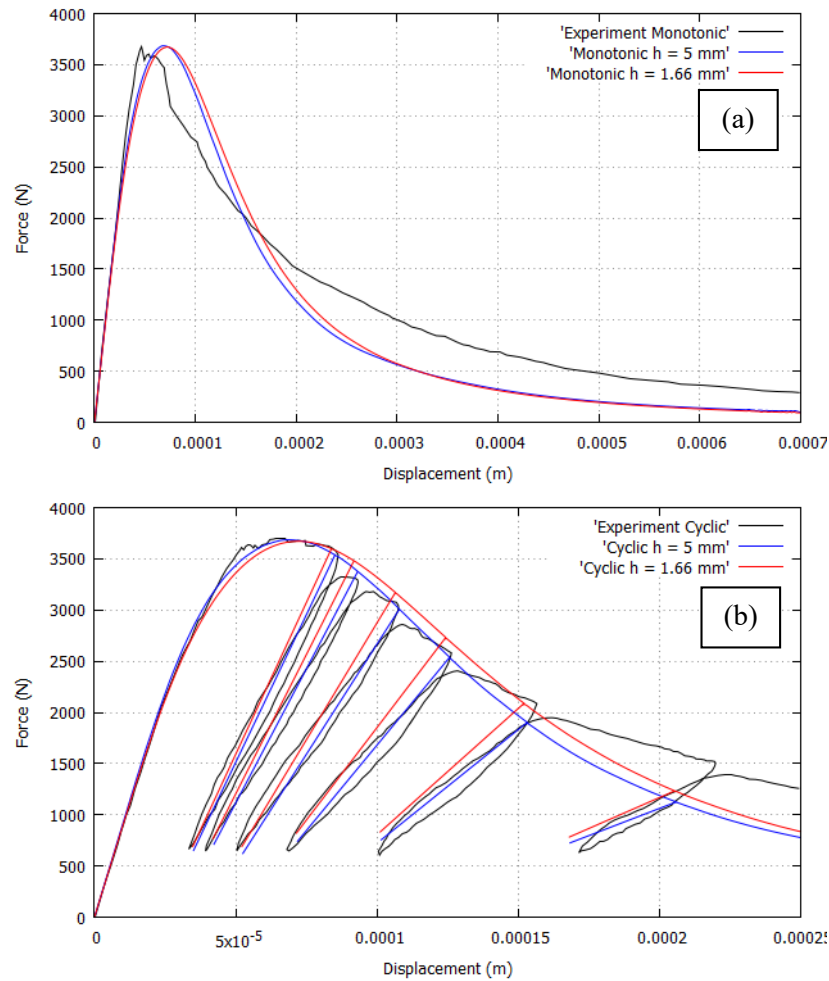 4000
'Experiment Monotonic'
3500
'Monotonic h = 5 mm'
'Monotonic h = 1.66 mm'
3000
(a)
2500
Force (N)
2000
1500
1000
500
0
0 0.0001 0.0002 0.0003 0.0004 0.0005 0.0006 0.0007
Displacement (m)
4000
'Experiment Cyclic'
3500
'Cyclic h = 5 mm'
'Cyclic h = 1.66 mm'
3000
(b)
2500
Force (N)
2000
1500
1000
500
0
0 5x10⁻⁵ 0.0001 0.00015 0.0002 0.00025
Displacement (m)